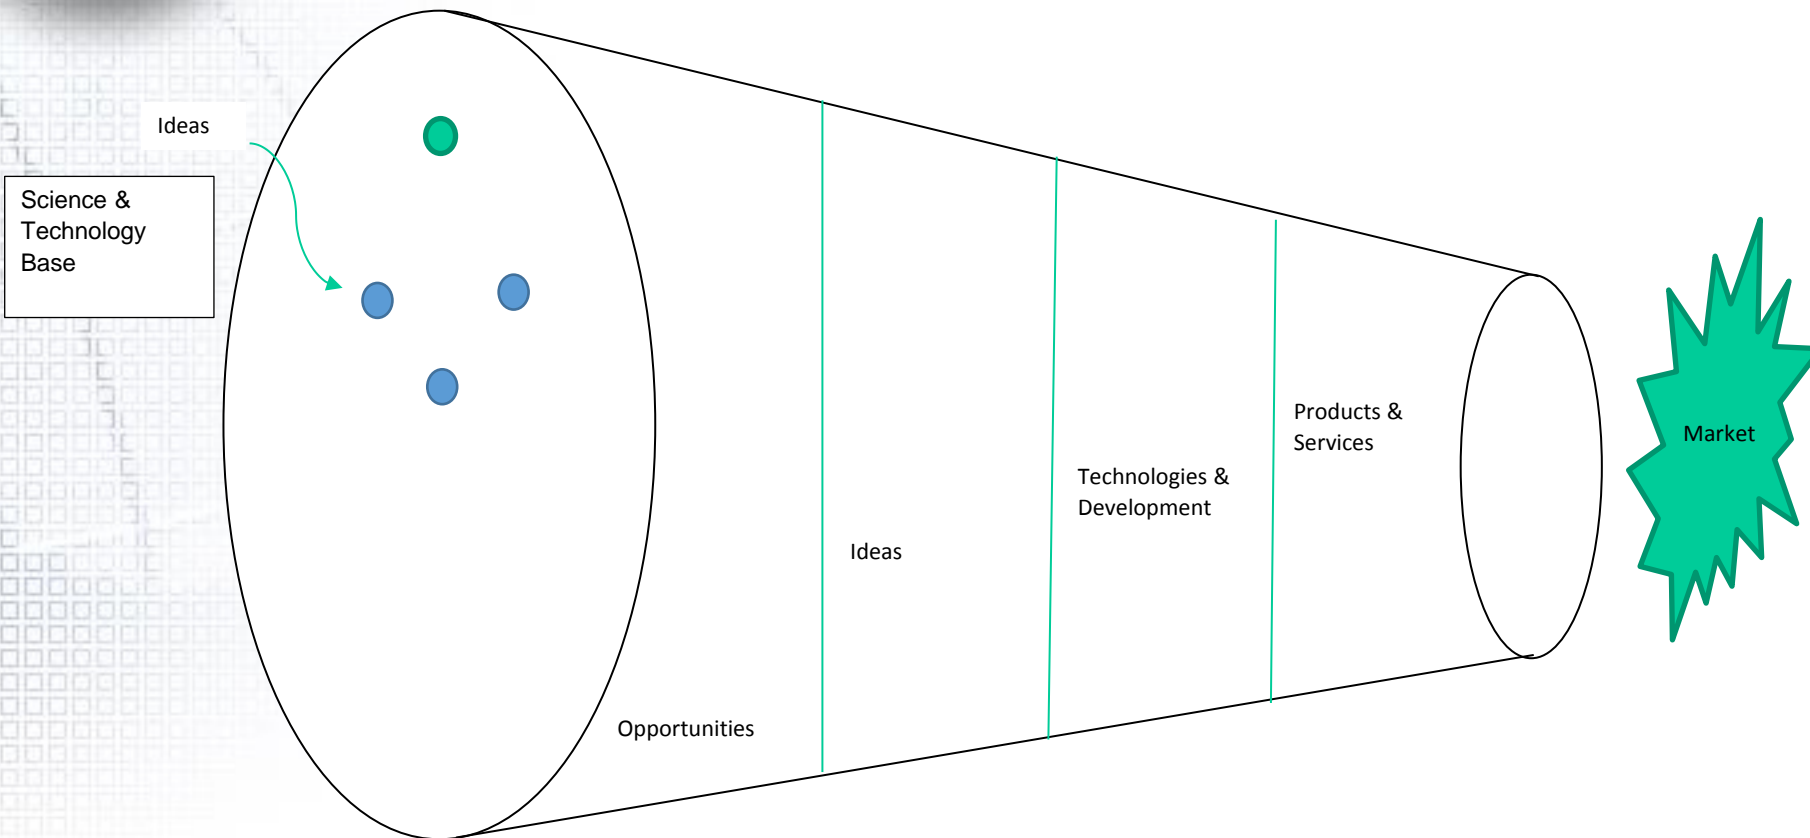 Ideas
Science &
Technology
Base
Opportunities
Ideas
Technologies &
Development
Products &
Services
Market